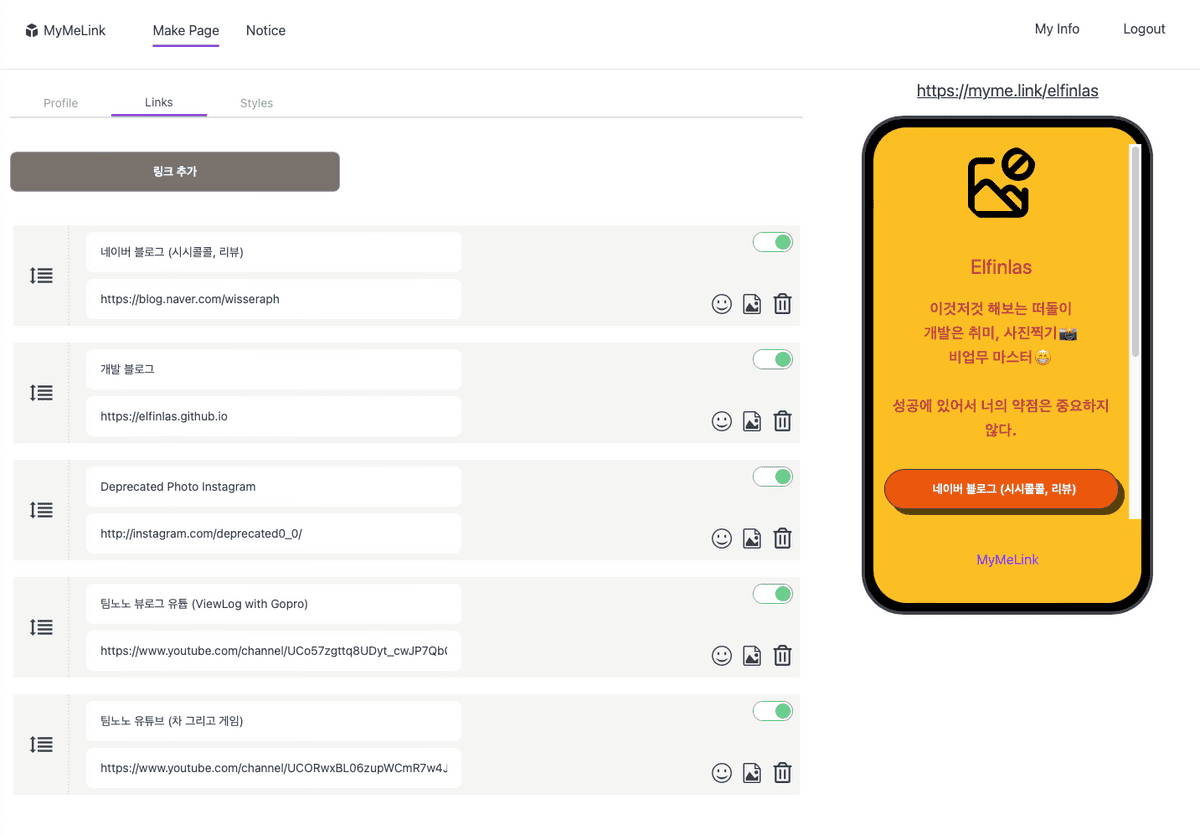 MyMeLink
Make Page
Notice
My Info
Logout
Profile
Links
Styles
링크 추가
네이버 블로그 (시시콜콜, 리뷰)
https://blog.naver.com/wisseraph
개발 블로그
https://elfinlas.github.io
Deprecated Photo Instagram
http://instagram.com/deprecated0_0/
팀노노 뷰로그 유튭 (ViewLog with Gopro)
https://www.youtube.com/channel/UCo57zgttq8UDyt_cwJP7Qb
팀노노 유튜브 (차 그리고 게임)
https://www.youtube.com/channel/UCORwxBL06zupWCmR7w4J
https://myme.link/elfinlas
Elfinlas
이것저것 해보는 떠돌이
개발은 취미, 사진찍기📸
비업무 마스터😂
성공에 있어서 너의 약점은 중요하지
않다.
네이버 블로그 (시시콜콜, 리뷰)
MyMeLink